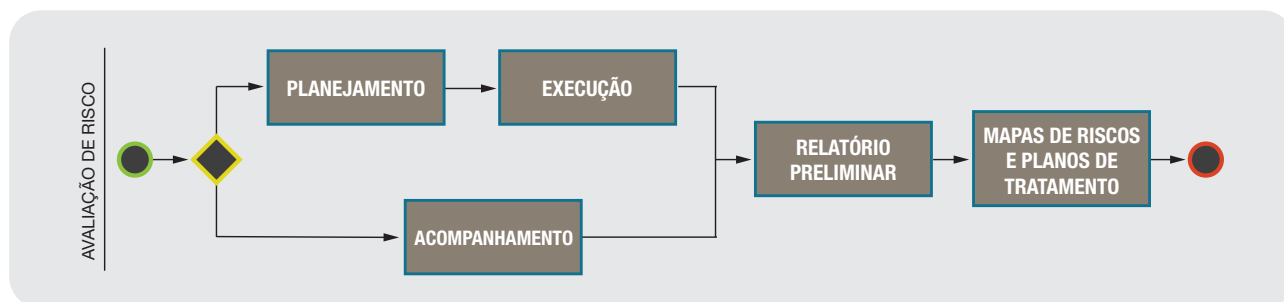 AVALIAÇÃO DE RISCO
PLANEJAMENTO
EXECUÇÃO
ACOMPANHAMENTO
RELATÓRIO
PRELIMINAR
MAPAS DE RISCOS
E PLANOS DE
TRATAMENTO